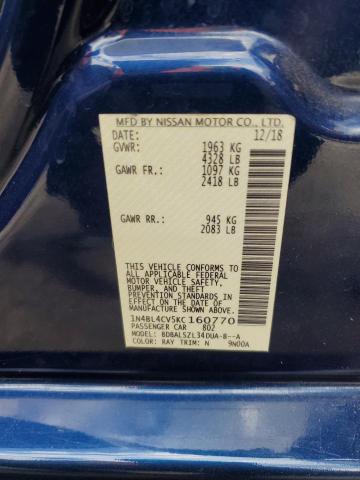 MFD BY NISSAN MOTOR CO., LTD.
DATE: 12/18
GVWR: 1963 KG
4328 LB
GAWR FR.: 1097 KG
2418 LB
GAWR RR.: 945 KG
2083 LB
THIS VEHICLE CONFORMS TO
ALL APPLICABLE FEDERAL
MOTOR VEHICLE SAFETY, BUMPER,
AND THEFT PREVENTION STANDARDS
IN EFFECT ON THE DATE OF
MANUFACTURE SHOWN ABOVE.
1N4BL4CV5KC160770
PASSENGER CAR 802
MODEL: BDBALSZL34DUA-B--A
COLOR: RAY TRIM: N 9N00A